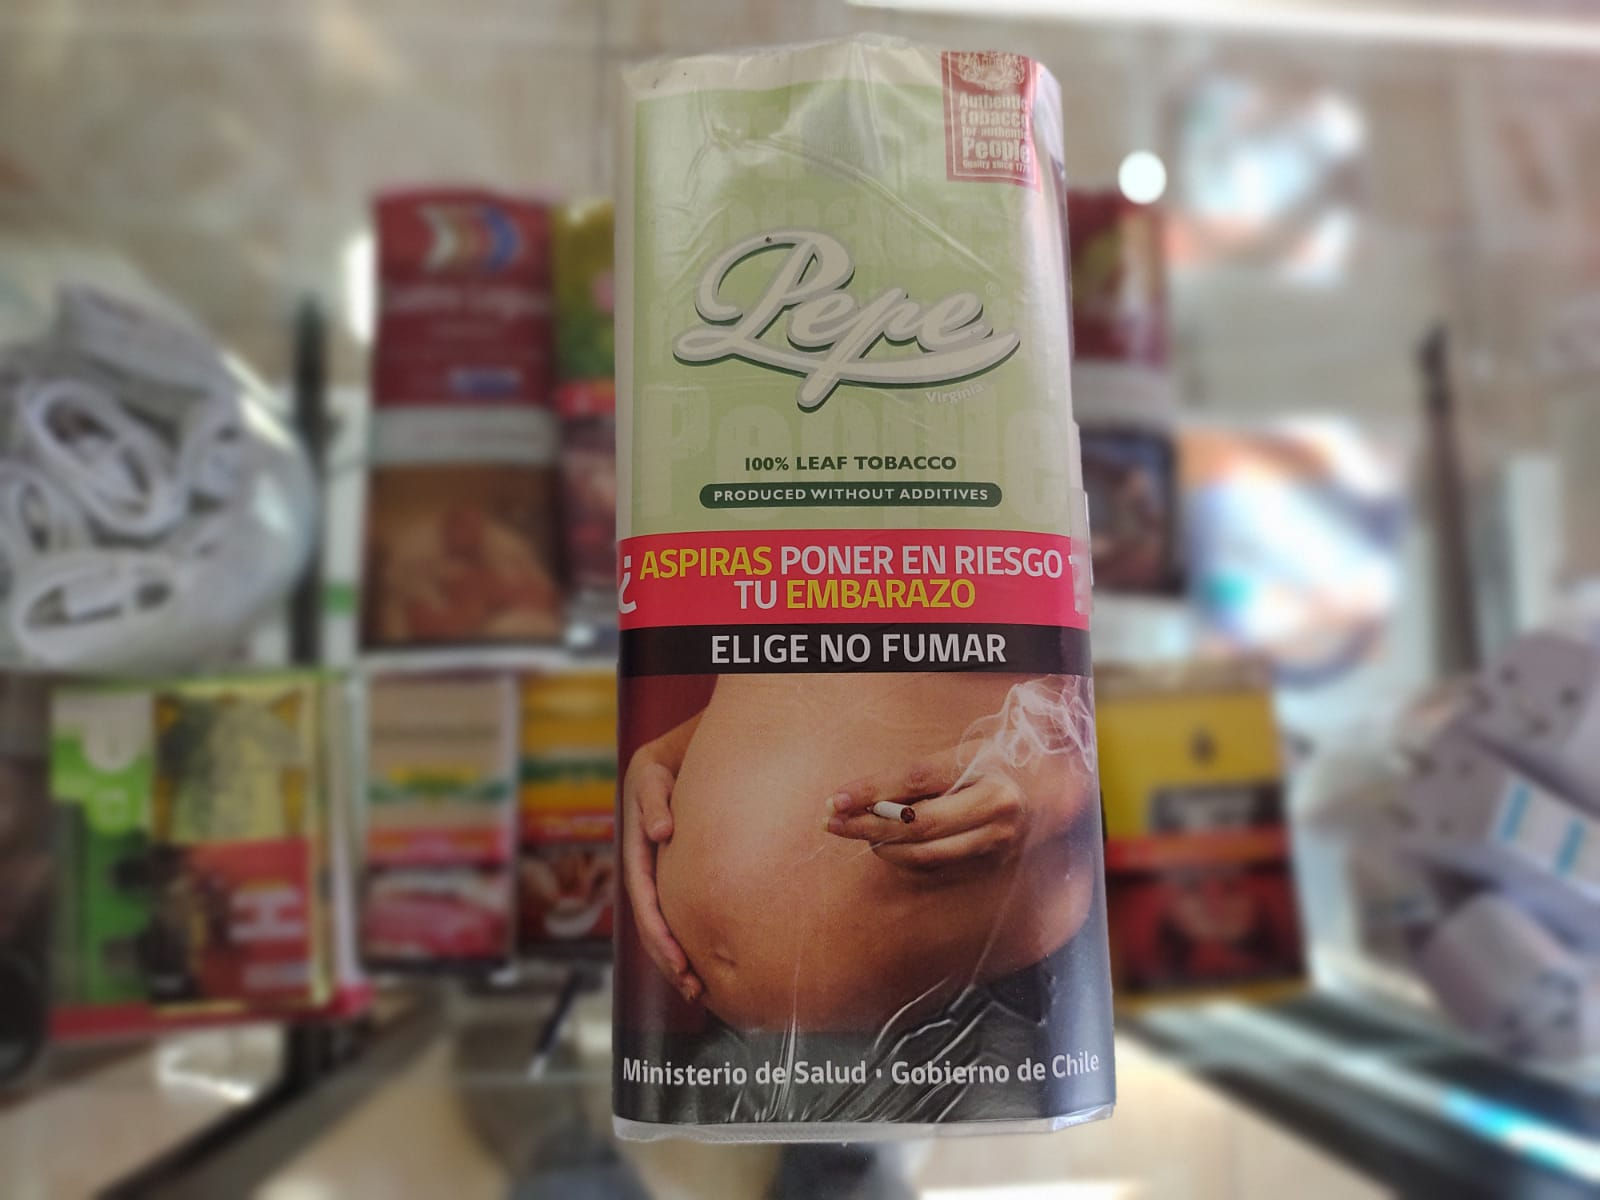 Authentic
Tobacco
for authentic
People
Pepe
Virginia
100% LEAF TOBACCO
PRODUCED WITHOUT ADDITIVES
¿ ASPIRAS PONER EN RIESGO
TU EMBARAZO ?
ELIGE NO FUMAR
Ministerio de Salud • Gobierno de Chile